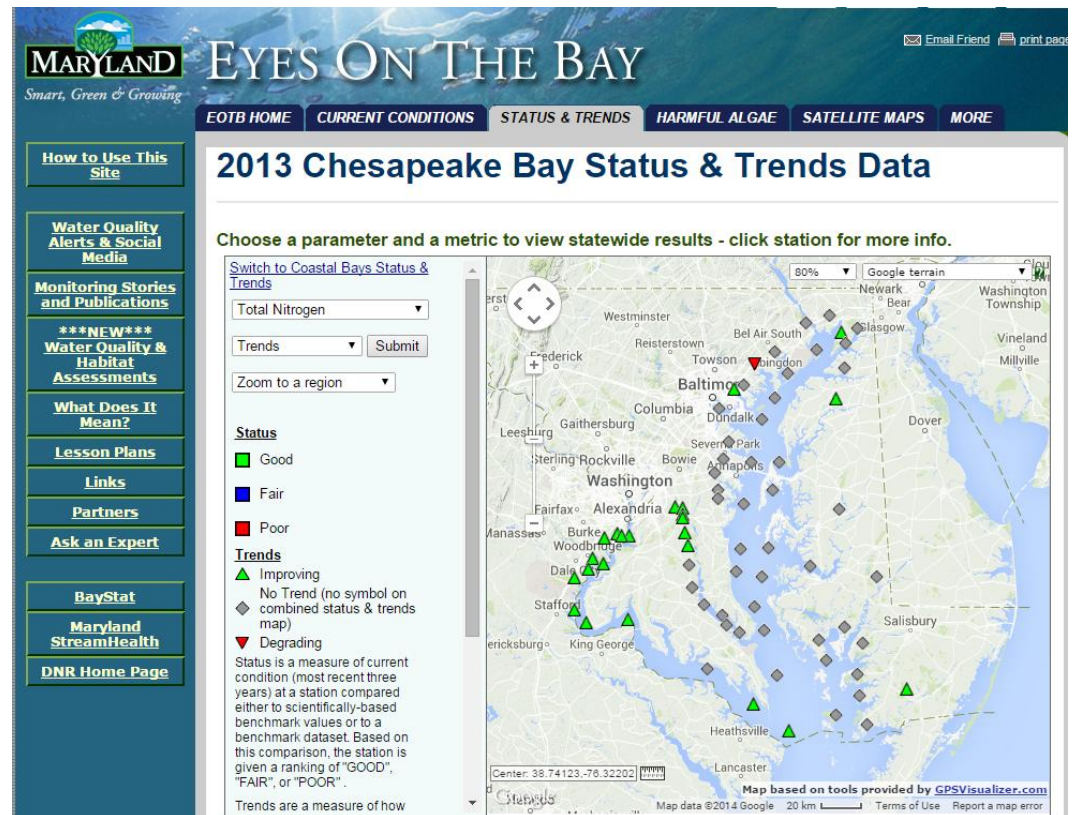 MARYLAND
Smart, Green & Growing
EYES ON THE BAY
Email Friend print page
EOTB HOME CURRENT CONDITIONS STATUS & TRENDS HARMFUL ALGAE SATELLITE MAPS MORE
How to Use This
Site
Water Quality
Alerts & Social
Media
Monitoring Stories
and Publications
***NEW***
Water Quality &
Habitat
Assessments
What Does It
Mean?
Lesson Plans
Links
Partners
Ask an Expert
BayStat
Maryland
StreamHealth
DNR Home Page
2013 Chesapeake Bay Status & Trends Data
Choose a parameter and a metric to view statewide results - click station for more info.
Switch to Coastal Bays Status &
Trends
Total Nitrogen
Trends Submit
Zoom to a region
Status
Good
Fair
Poor
Trends
Improving
No Trend (no symbol on
combined status & trends
map)
Degrading
Status is a measure of current
condition (most recent three
years) at a station compared
either to scientifically-based
benchmark values or to a
benchmark dataset. Based on
this comparison, the station is
given a ranking of "GOOD",
"FAIR", or "POOR".
Trends are a measure of how
80% Google terrain
Newark
Bear
Washington
Township
Westminster
Glasgow
Bel Air South
Reisterstown
Vineland
Frederick
Towson
Millville
Baltimore
Columbia
Dundalk
Dover
Gaithersburg
Leesburg
Severna Park
Sterling Rockville Bowie Annapolis
Washington
Fairfax Alexandria
Manassas
Burke
Woodbridge
Dale City
Stafford
Salisbury
King George
Heathsville
Lancaster
Center: 38.74123,-76.32202
Map based on tools provided by GPSVisualizer.com
Google
Map data ©2014 Google 20 km Terms of Use Report a map error